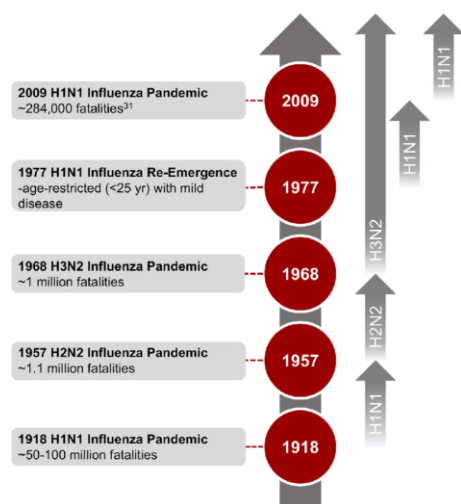 2009 H1N1 Influenza Pandemic
~284,000 fatalities31
2009
H1N1
1977 H1N1 Influenza Re-Emergence
-age-restricted (<25 yr) with mild
disease
1977
H1N1
1968 H3N2 Influenza Pandemic
~1 million fatalities
1968
H3N2
1957 H2N2 Influenza Pandemic
~1.1 million fatalities
1957
H2N2
1918 H1N1 Influenza Pandemic
~50-100 million fatalities
1918
H1N1